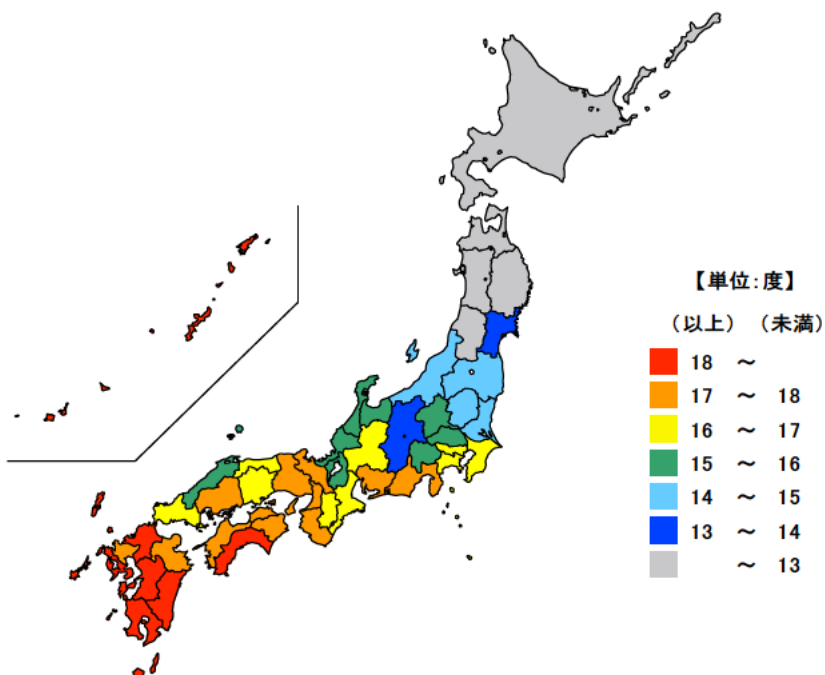 【単位:度】
（以上） （未満）
18 ～
17 ～ 18
16 ～ 17
15 ～ 16
14 ～ 15
13 ～ 14
～ 13